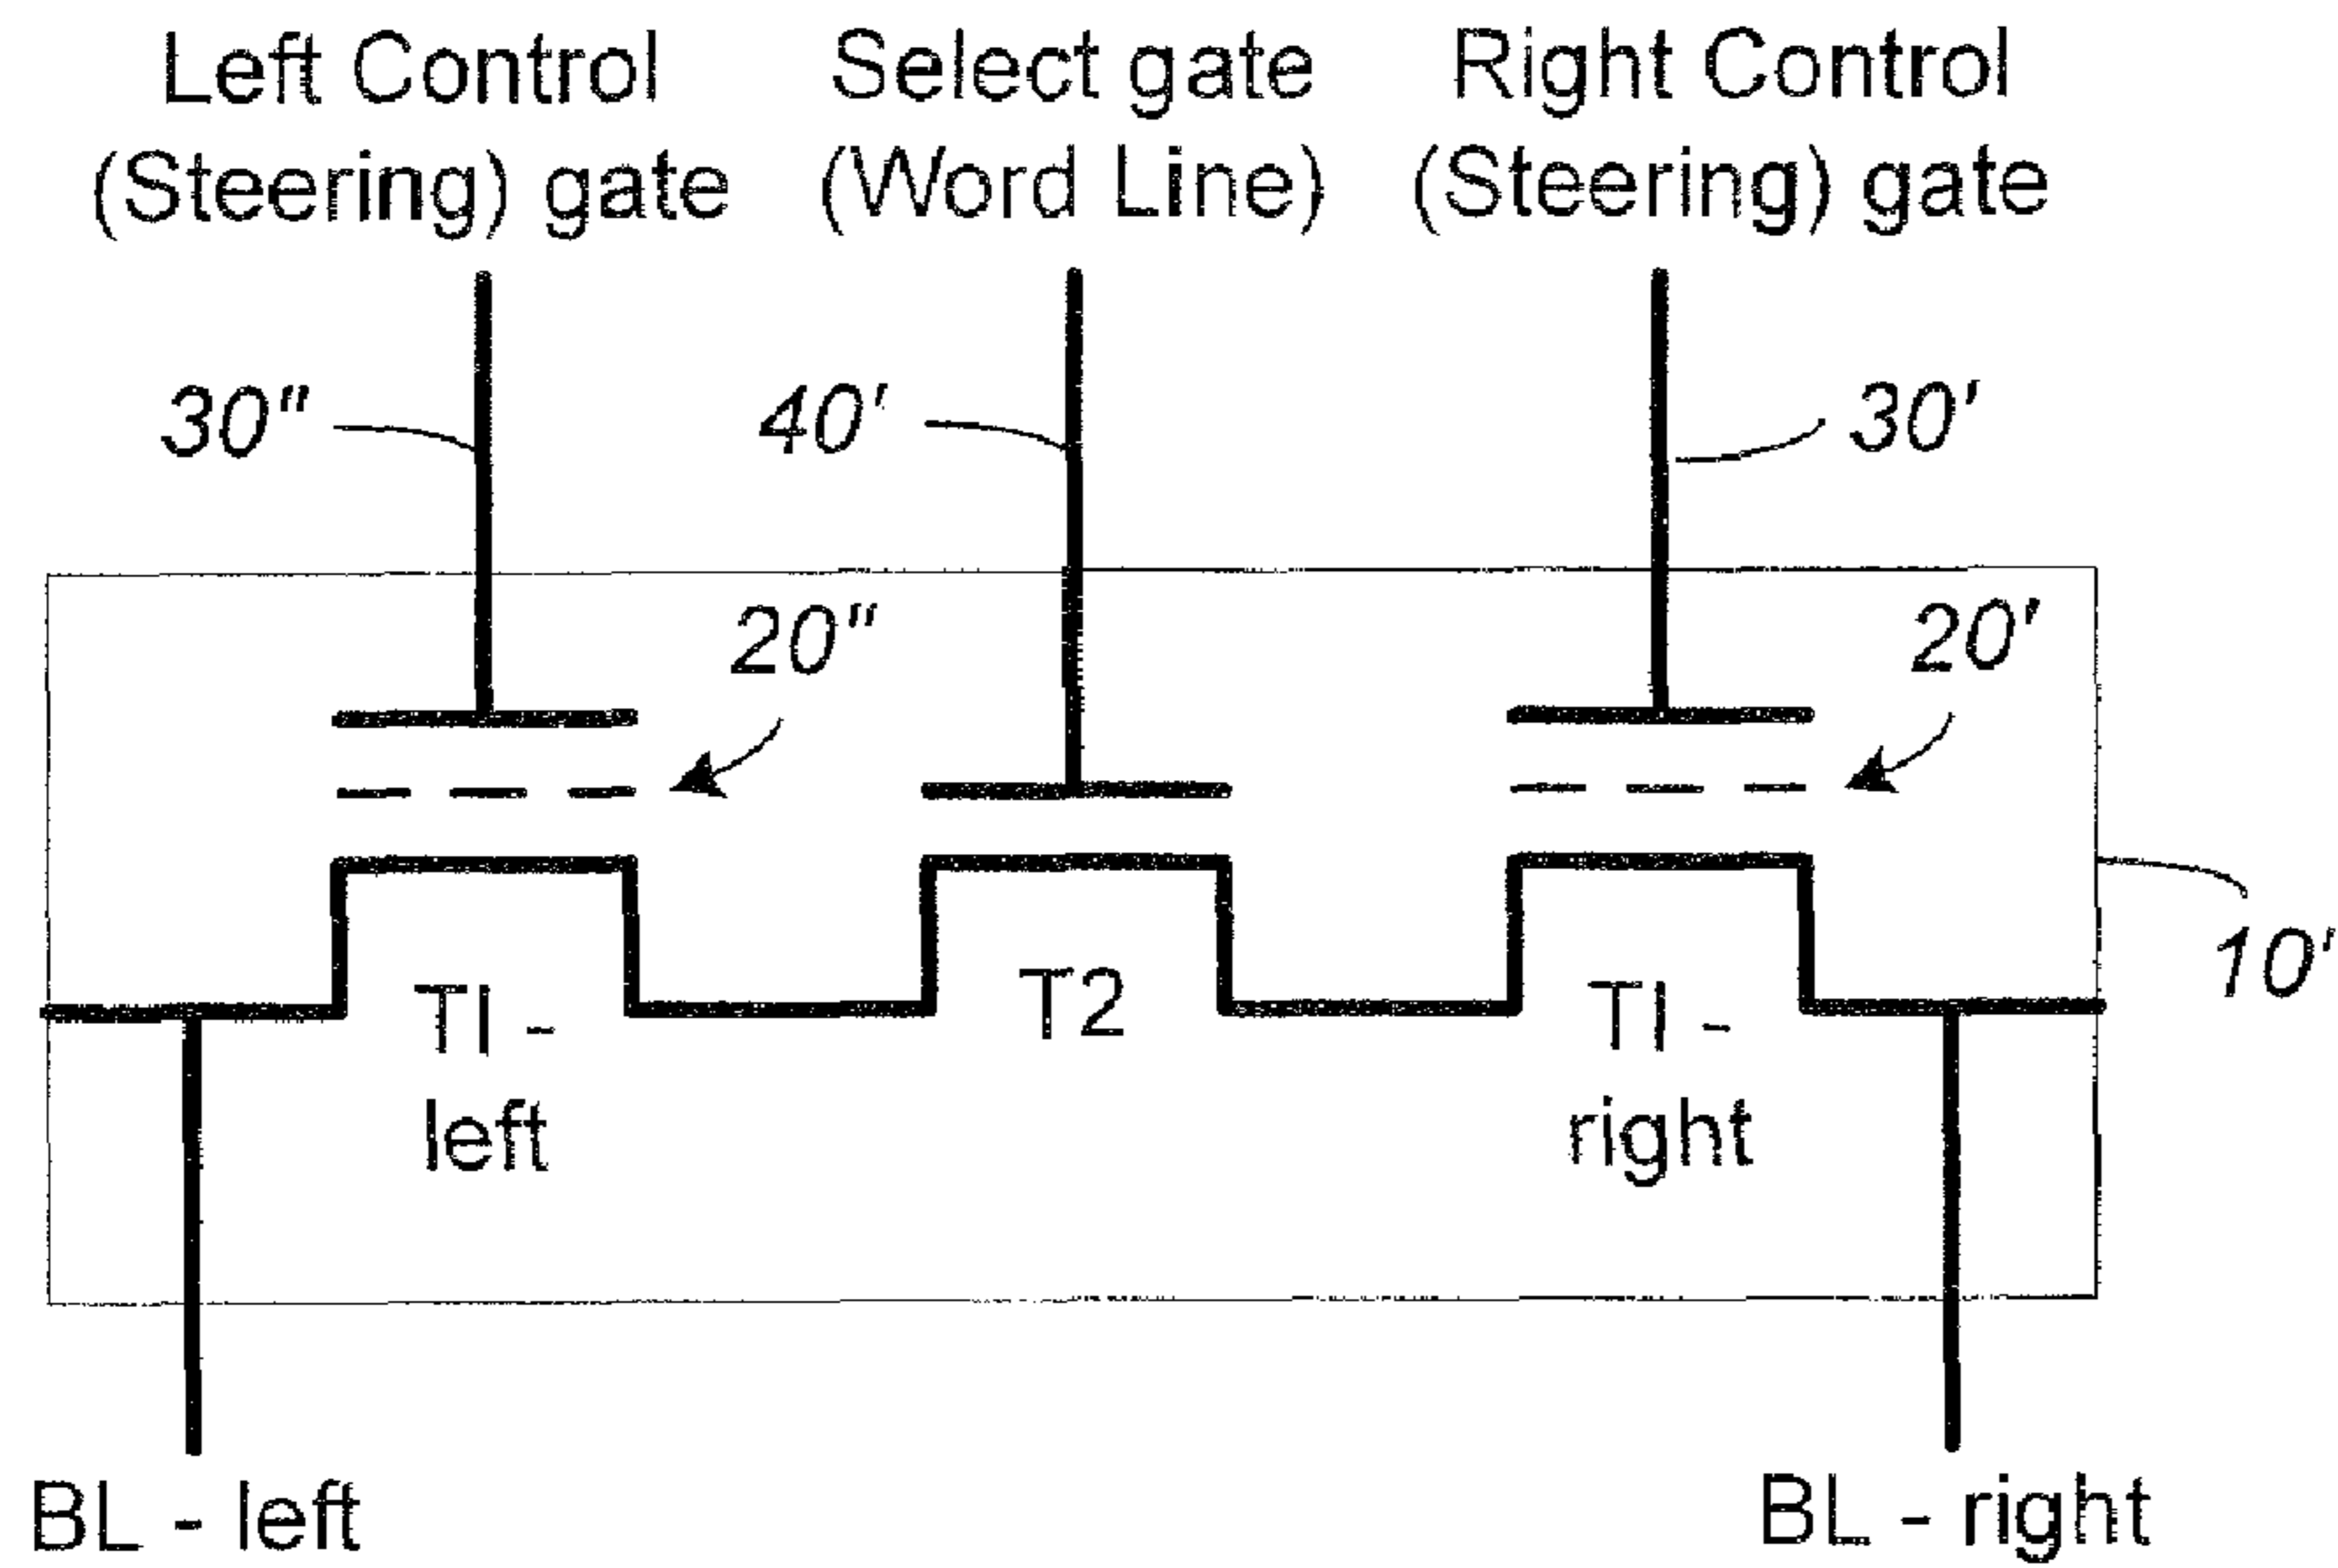 Left Control
(Steering) gate
Select gate
(Word Line)
Right Control
(Steering) gate
30"
40'
30'
20"
20'
10'
TI -
left
T2
TI -
right
BL - left
BL - right